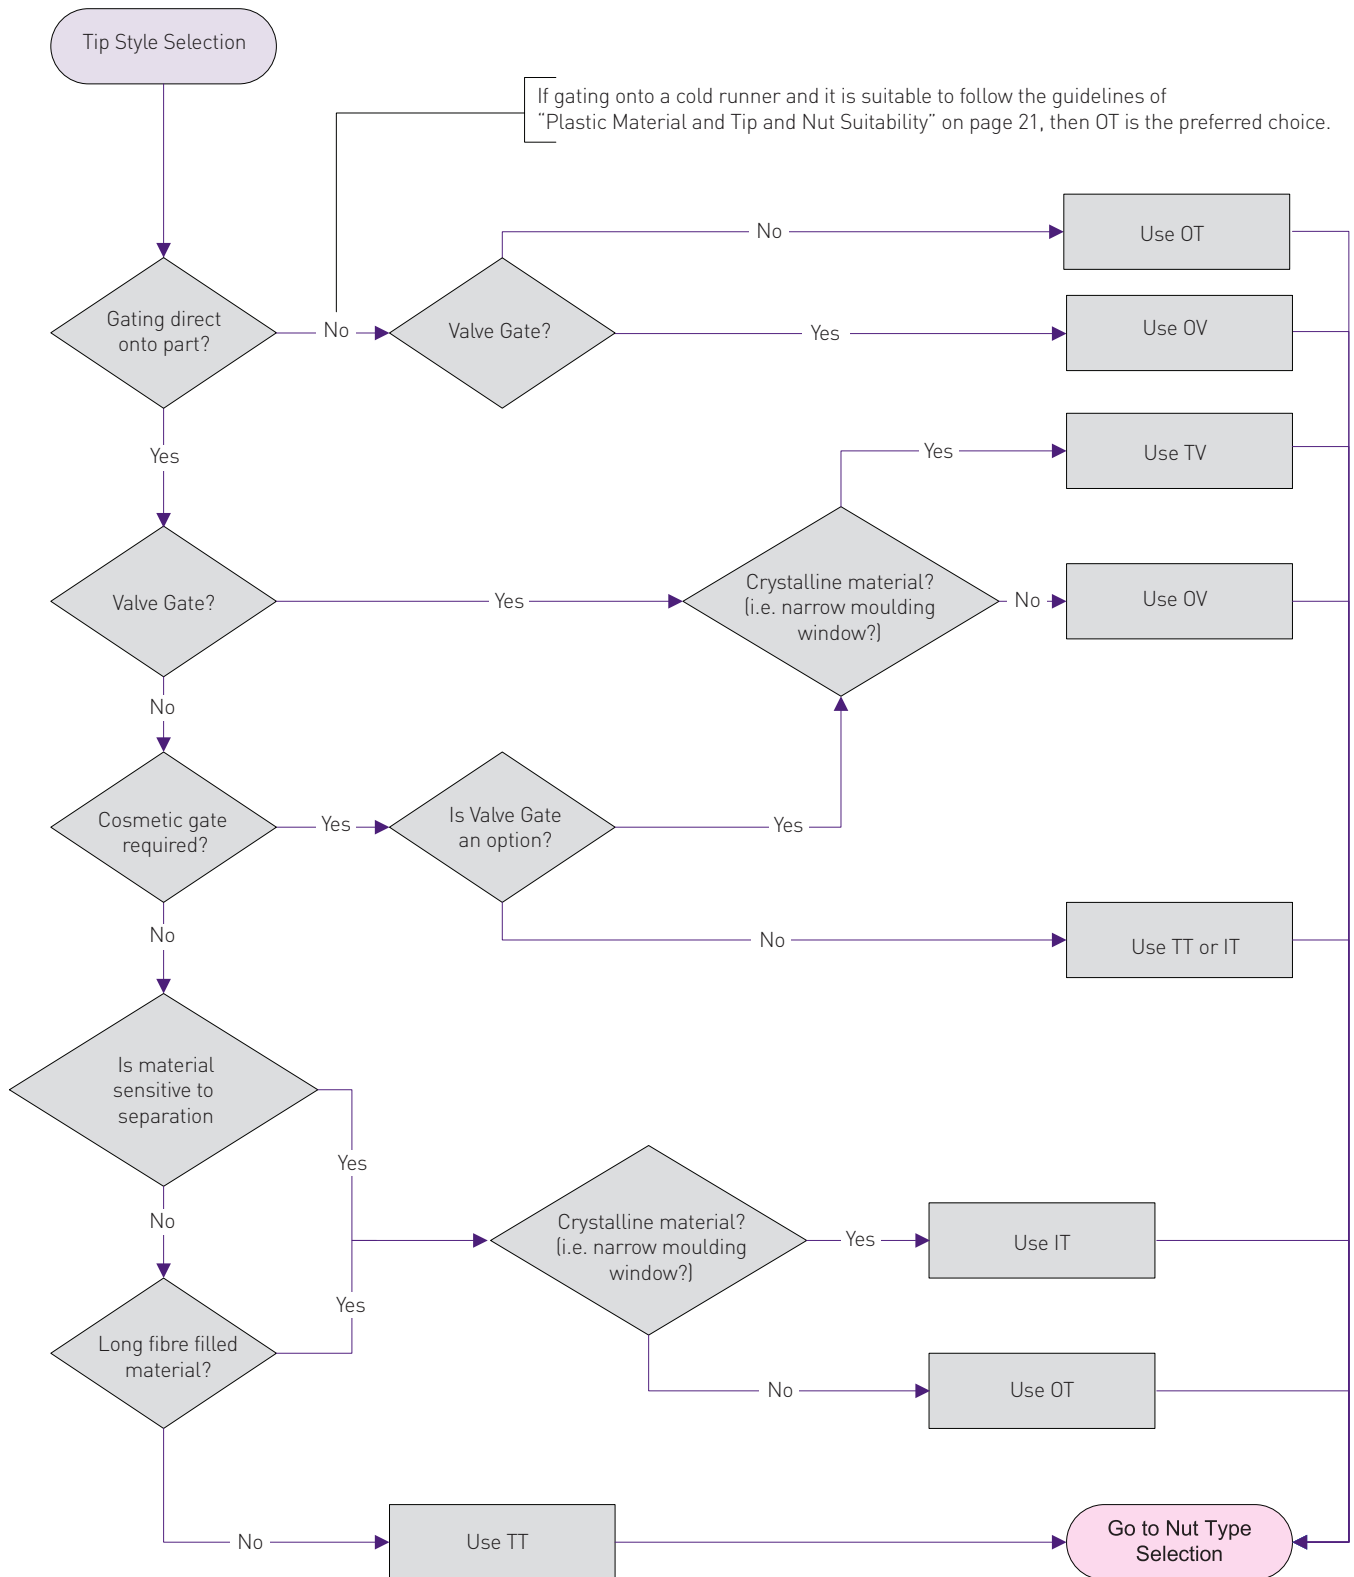 Tip Style Selection
If gating onto a cold runner and it is suitable to follow the guidelines of
“Plastic Material and Tip and Nut Suitability” on page 21, then OT is the preferred choice.
No
Use OT
Gating direct
onto part?
No
Valve Gate?
Yes
Use OV
Yes
Yes
Use TV
Valve Gate?
Yes
Crystalline material?
(i.e. narrow moulding
window?)
No
Use OV
No
Cosmetic gate
required?
Yes
Is Valve Gate
an option?
Yes
No
No
Use TT or IT
Is material
sensitive to
separation
Yes
No
Crystalline material?
(i.e. narrow moulding
window?)
Yes
Use IT
Yes
Long fibre filled
material?
No
Use OT
No
Use TT
Go to Nut Type
Selection